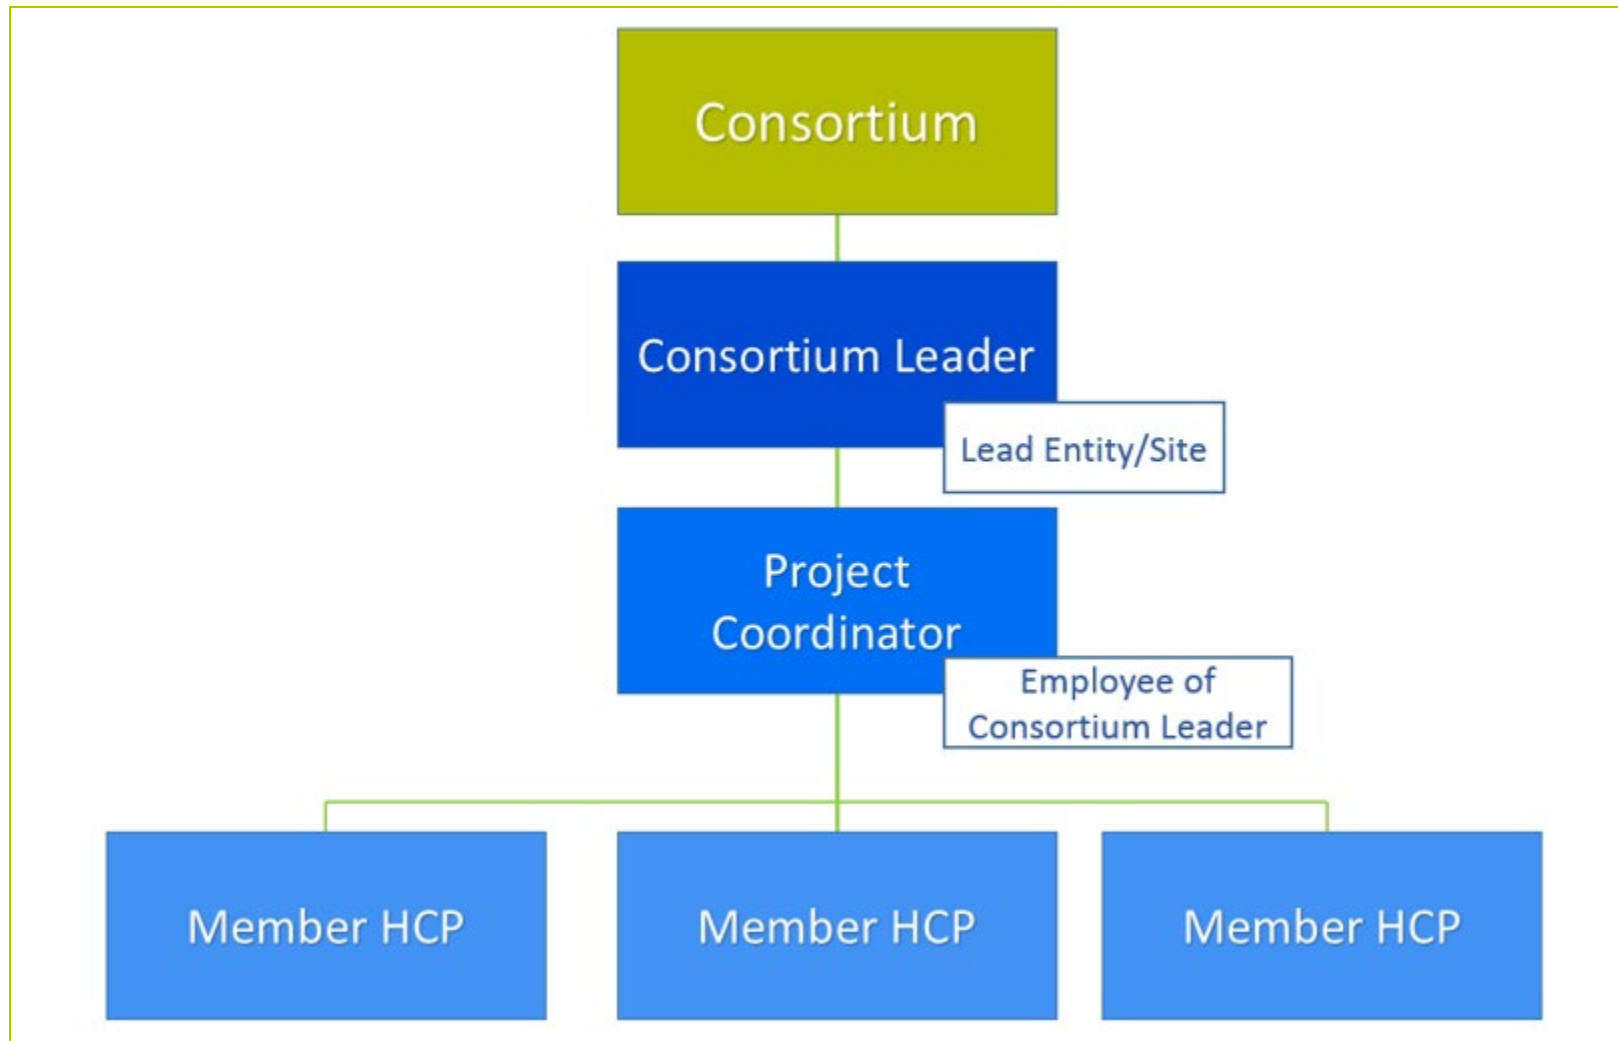 Consortium
Consortium Leader
Lead Entity/Site
Project
Coordinator
Employee of
Consortium Leader
Member HCP
Member HCP
Member HCP